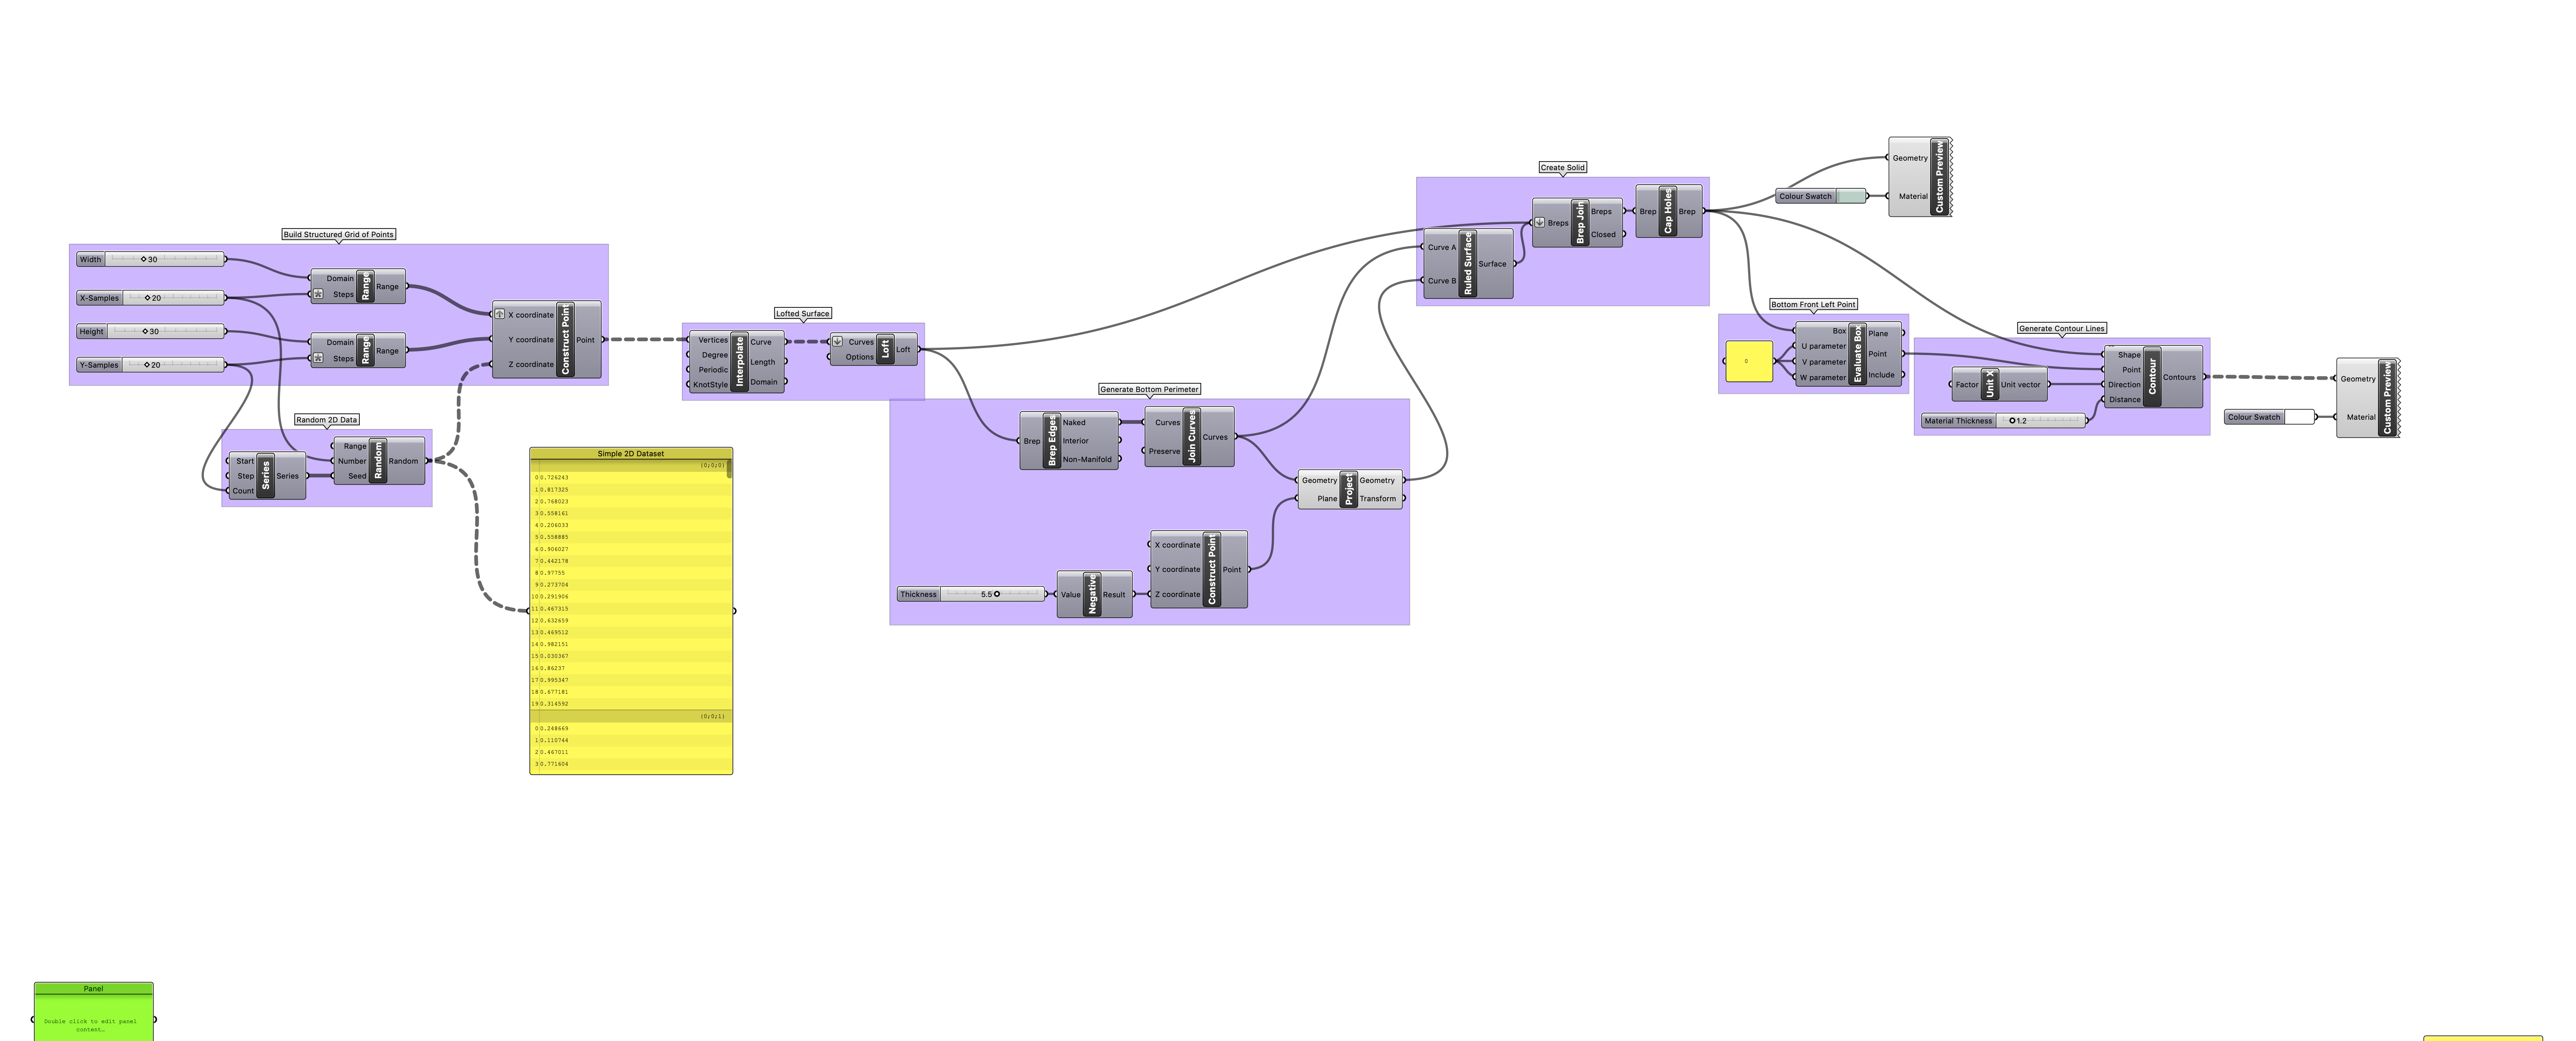 Build Structured Grid of Points
Width
30
X-Samples
20
Height
30
Y-Samples
20
Domain
Steps
Range
Range
Domain
Steps
Range
Range
X coordinate
Y coordinate
Z coordinate
Construct Point
Point
Random 2D Data
Start
Step
Count
Series
Series
Range
Number
Seed
Random
Random
Simple 2D Dataset
{0;0;0}
0 0.726243
1 0.817325
2 0.768023
3 0.558161
4 0.206033
5 0.558885
6 0.906027
7 0.442178
8 0.97755
9 0.273704
10 0.291906
11 0.467315
12 0.632659
13 0.469512
14 0.982151
15 0.030367
16 0.86237
17 0.995347
18 0.677181
19 0.314592
{0;0;1}
0 0.248669
1 0.110744
2 0.467011
3 0.771604
Lofted Surface
Vertices
Degree
Periodic
KnotStyle
Interpolate
Curve
Length
Domain
Curves
Options
Loft
Loft
Generate Bottom Perimeter
Brep
Brep Edges
Naked
Interior
Non-Manifold
Curves
Preserve
Join Curves
Curves
Thickness
5.5
Value
Negative
Result
X coordinate
Y coordinate
Z coordinate
Construct Point
Point
Geometry
Plane
Project
Geometry
Transform
Create Solid
Curve A
Curve B
Ruled Surface
Surface
Breps
Brep Join
Breps
Closed
Brep
Cap Holes
Brep
Colour Swatch
Geometry
Material
Custom Preview
Bottom Front Left Point
0
Box
U parameter
V parameter
W parameter
Evaluate Box
Plane
Point
Include
Generate Contour Lines
Factor
Unit X
Unit vector
Material Thickness
1.2
Shape
Point
Direction
Distance
Contour
Contours
Colour Swatch
Geometry
Material
Custom Preview
Panel
Double click to edit panel
content…